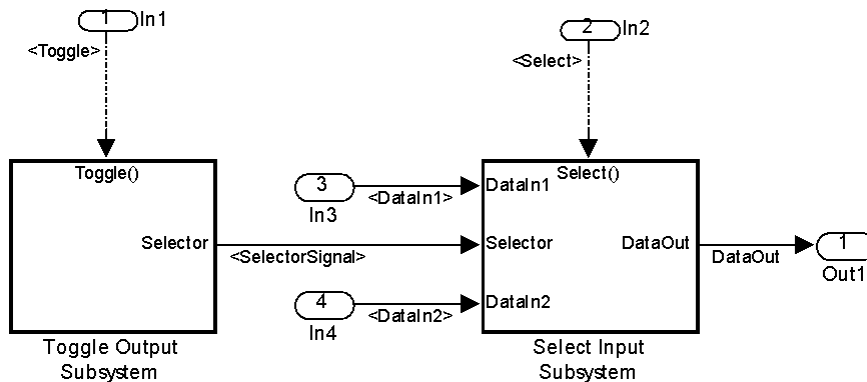 1
In1
<Toggle>
2
In2
<Select>
Toggle()
Selector
Toggle Output
Subsystem
3
In3
<DataIn1>
<SelectorSignal>
4
In4
<DataIn2>
Select()
DataIn1
Selector
DataIn2
DataOut
Select Input
Subsystem
DataOut
1
Out1